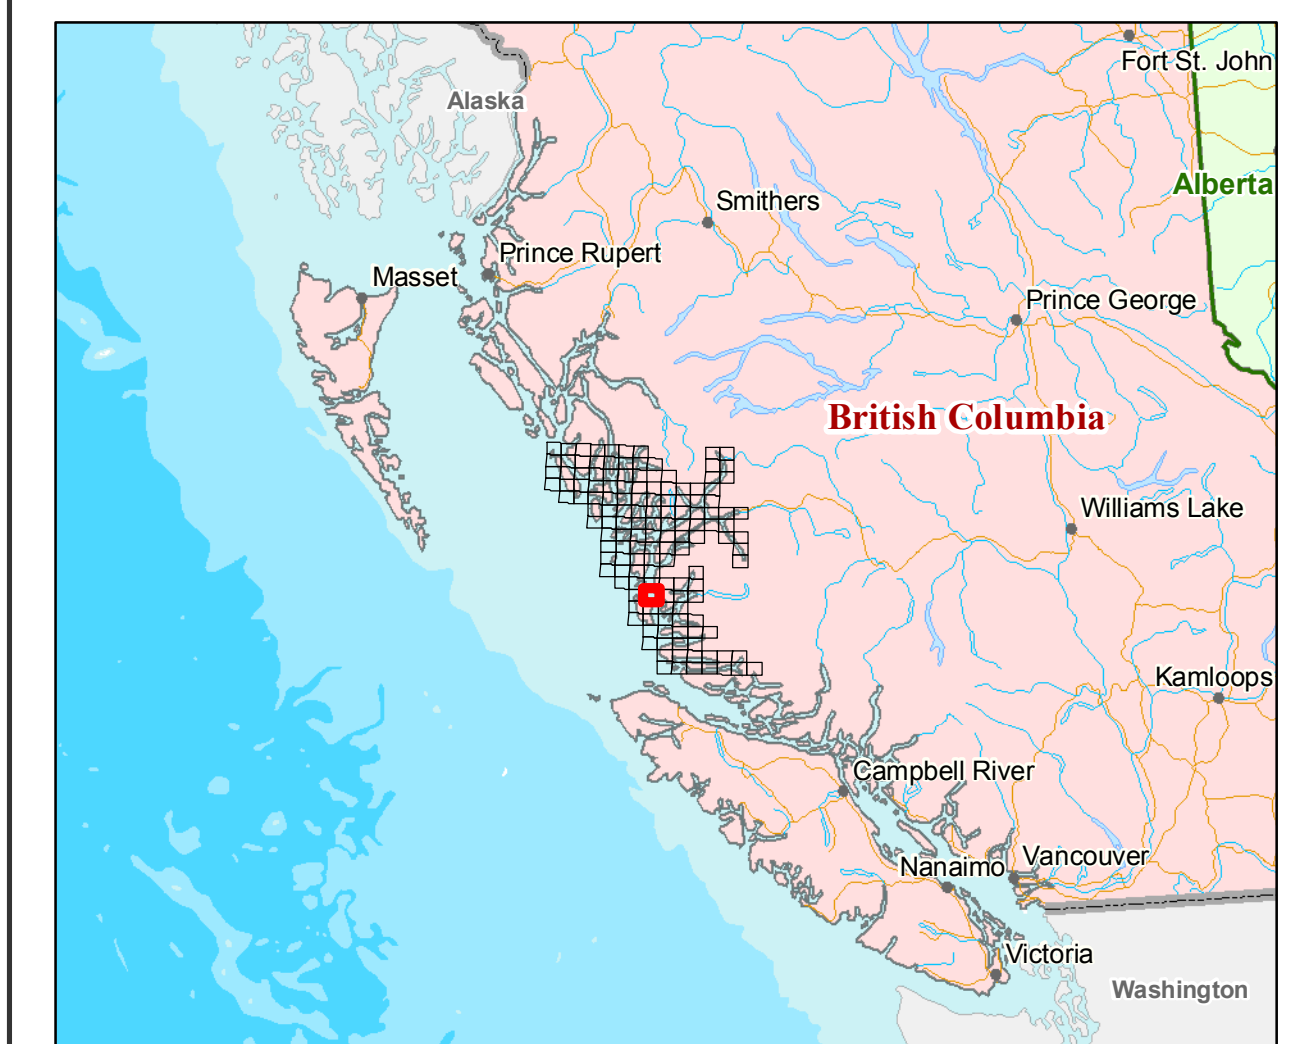 Fort St. John
Alaska
Alberta
Smithers
Prince Rupert
Masset
Prince George
British Columbia
Williams Lake
Kamloops
Campbell River
Vancouver
Nanaimo
Victoria
Washington